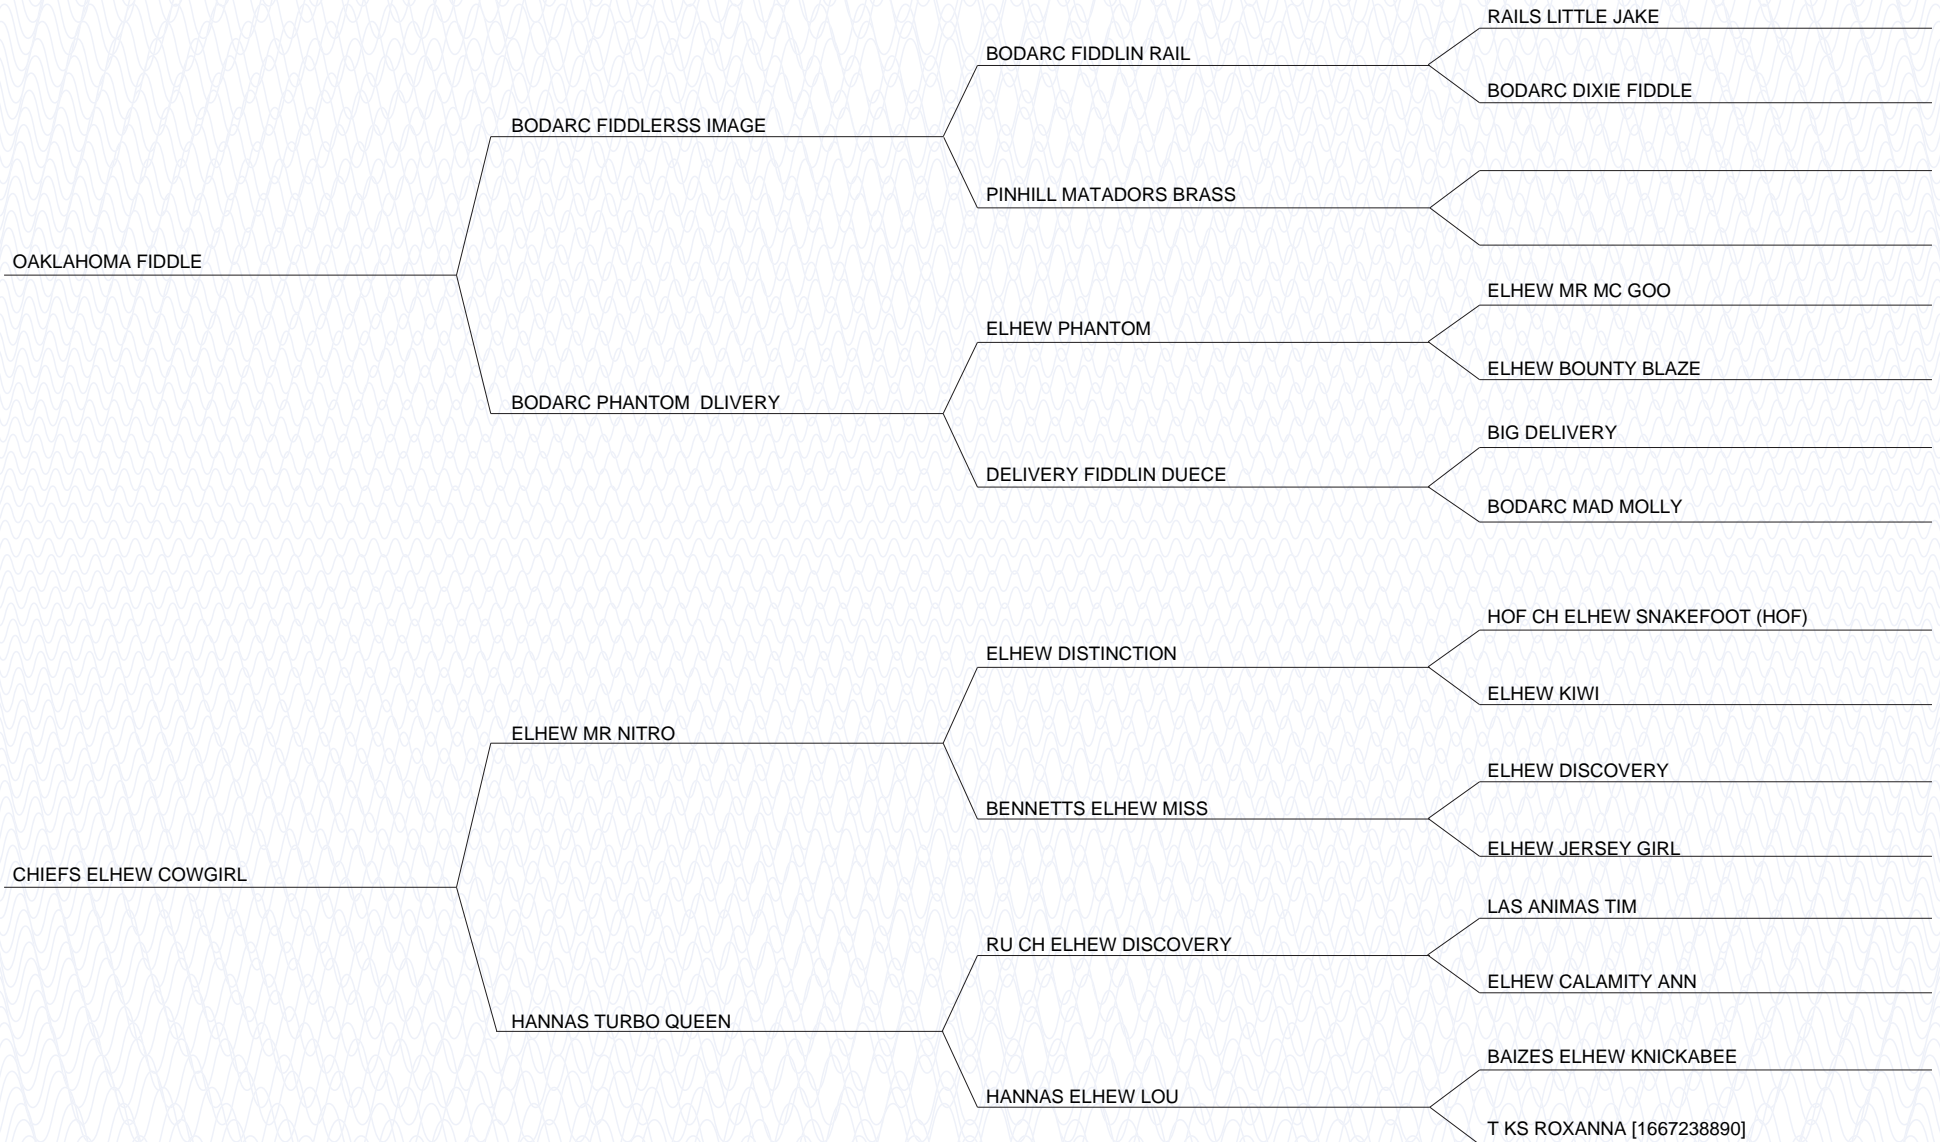 RAILS LITTLE JAKE
BODARC FIDDLIN RAIL
BODARC DIXIE FIDDLE
BODARC FIDDLERSS IMAGE
PINHILL MATADORS BRASS
OAKLAHOMA FIDDLE
ELHEW MR MC GOO
ELHEW PHANTOM
ELHEW BOUNTY BLAZE
BODARC PHANTOM  DLIVERY
BIG DELIVERY
DELIVERY FIDDLIN DUECE
BODARC MAD MOLLY
HOF CH ELHEW SNAKEFOOT (HOF)
ELHEW DISTINCTION
ELHEW KIWI
ELHEW MR NITRO
ELHEW DISCOVERY
BENNETTS ELHEW MISS
ELHEW JERSEY GIRL
CHIEFS ELHEW COWGIRL
LAS ANIMAS TIM
RU CH ELHEW DISCOVERY
ELHEW CALAMITY ANN
HANNAS TURBO QUEEN
BAIZES ELHEW KNICKABEE
HANNAS ELHEW LOU
T KS ROXANNA [1667238890]